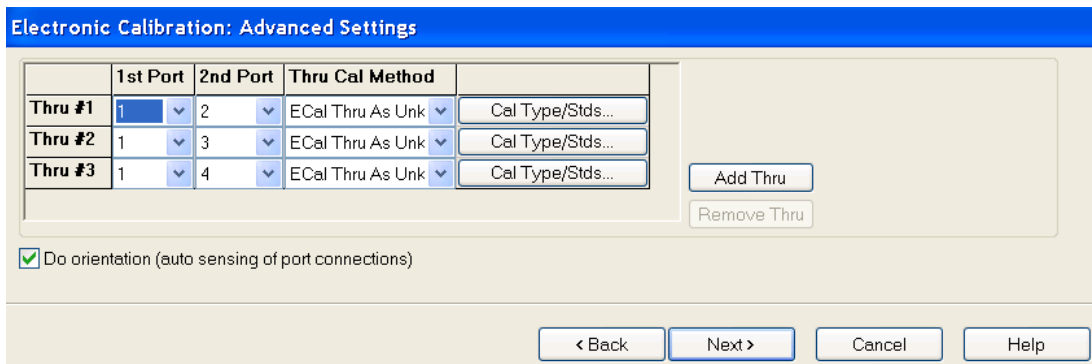 Electronic Calibration: Advanced Settings
1st Port 2nd Port Thru Cal Method
Thru #1 1 2 ECal Thru As Unk Cal Type/Stds...
Thru #2 1 3 ECal Thru As Unk Cal Type/Stds...
Thru #3 1 4 ECal Thru As Unk Cal Type/Stds...
Add Thru
Remove Thru
Do orientation (auto sensing of port connections)
< Back Next > Cancel Help